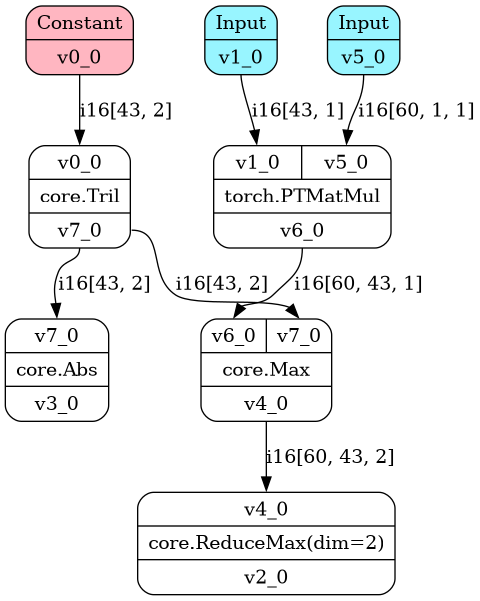 Constant
v0_0
Input
v1_0
Input
v5_0
i16[43, 2]
i16[43, 1]
i16[60, 1, 1]
v0_0
core.Tril
v7_0
v1_0 v5_0
torch.PTMatMul
v6_0
i16[43, 2]
i16[43, 2]
i16[60, 43, 1]
v7_0
core.Abs
v3_0
v6_0 v7_0
core.Max
v4_0
i16[60, 43, 2]
v4_0
core.ReduceMax(dim=2)
v2_0